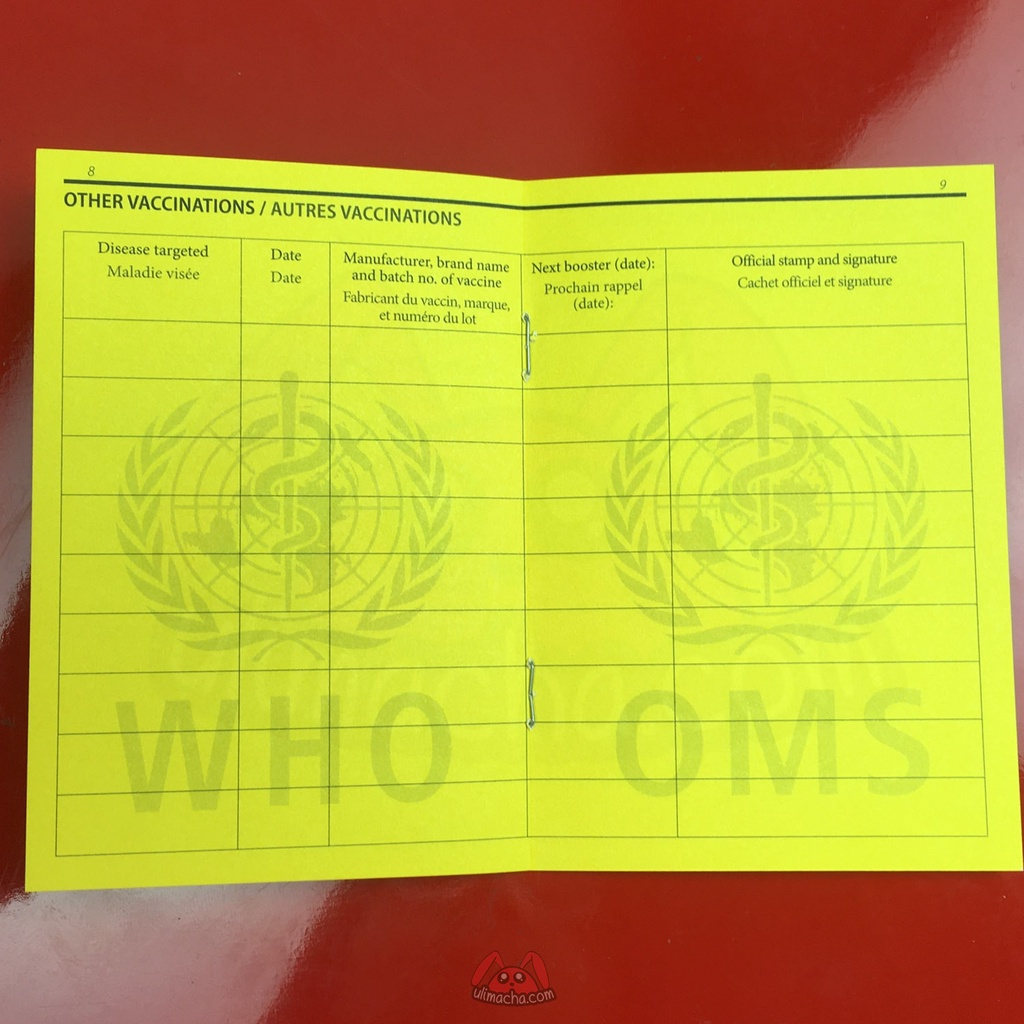 8
OTHER VACCINATIONS / AUTRES VACCINATIONS
Disease targeted
Maladie visée
Date
Date
Manufacturer, brand name
and batch no. of vaccine
Fabricant du vaccin, marque,
et numéro du lot
9
Next booster (date):
Prochain rappel
(date):
Official stamp and signature
Cachet officiel et signature
WHO
OMS
ulimacha.com